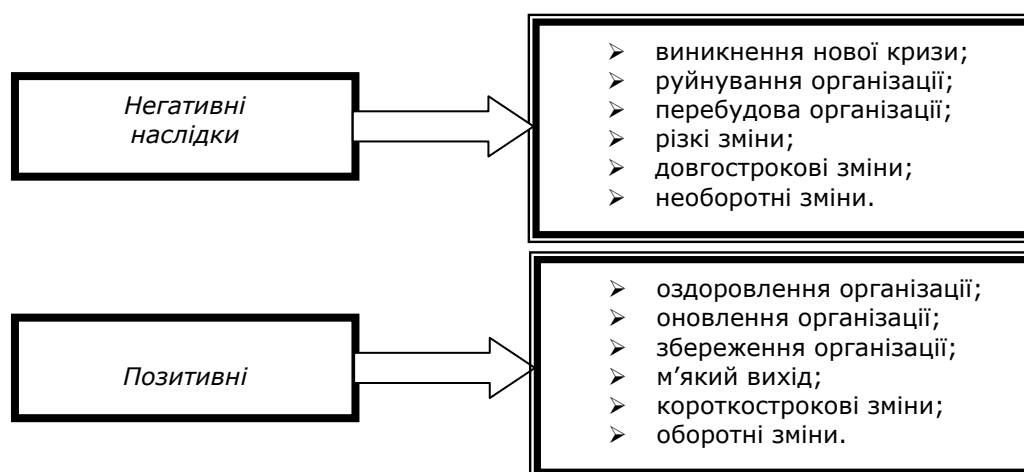 Негативні
наслідки
➢ виникнення нової кризи;
➢ руйнування організації;
➢ перебудова організації;
➢ різкі зміни;
➢ довгострокові зміни;
➢ необоротні зміни.
Позитивні
➢ оздоровлення організації;
➢ оновлення організації;
➢ збереження організації;
➢ м’який вихід;
➢ короткострокові зміни;
➢ оборотні зміни.